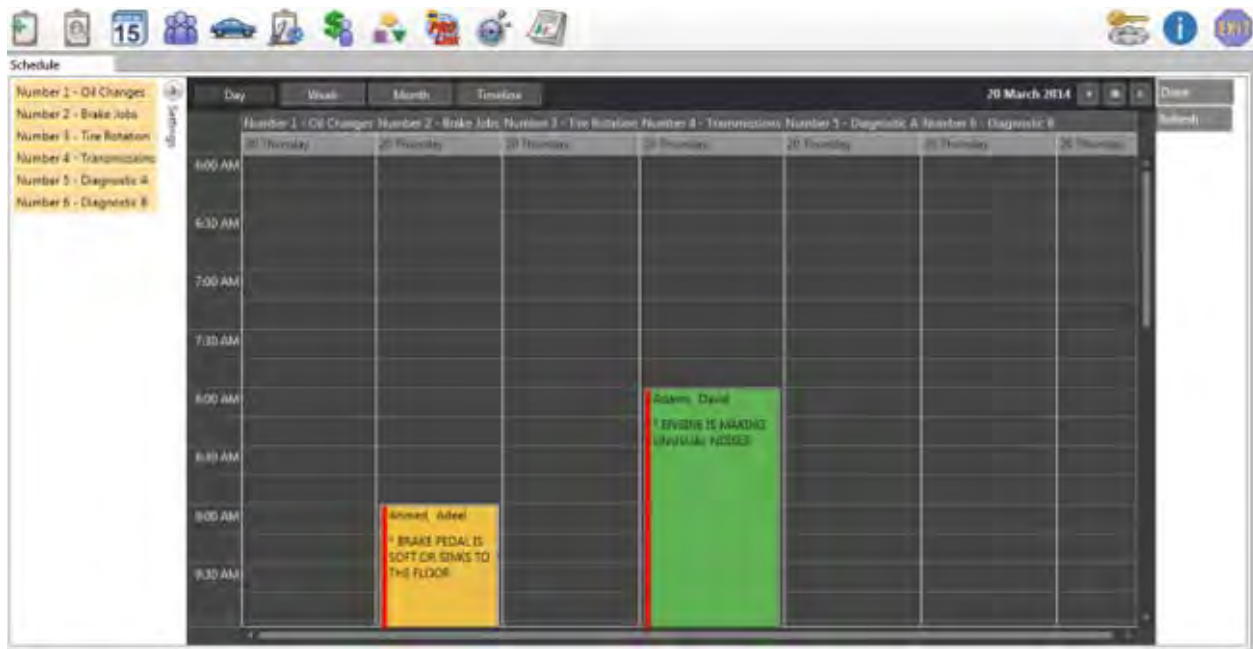 15
PRO
Link
EXIT
Schedule
Number 1 - Oil Changes
Number 2 - Brake Jobs
Number 3 - Tire Rotation
Number 4 - Transmissions
Number 5 - Diagnostic A
Number 6 - Diagnostic B
Settings
Day Week Month Timeline 20 March 2014
Done
Refresh
Number 1 - Oil Changes Number 2 - Brake Jobs Number 3 - Tire Rotation Number 4 - Transmissions Number 5 - Diagnostic A Number 6 - Diagnostic B
20 Thursday 20 Thursday 20 Thursday 20 Thursday 20 Thursday 20 Thursday 20 Thursday
6:00 AM
6:30 AM
7:00 AM
7:30 AM
8:00 AM
Adams, David
* ENGINE IS MAKING
UNUSUAL NOISES
8:30 AM
9:00 AM
Ahmed, Adeel
* BRAKE PEDAL IS
SOFT OR SINKS TO
THE FLOOR
9:30 AM